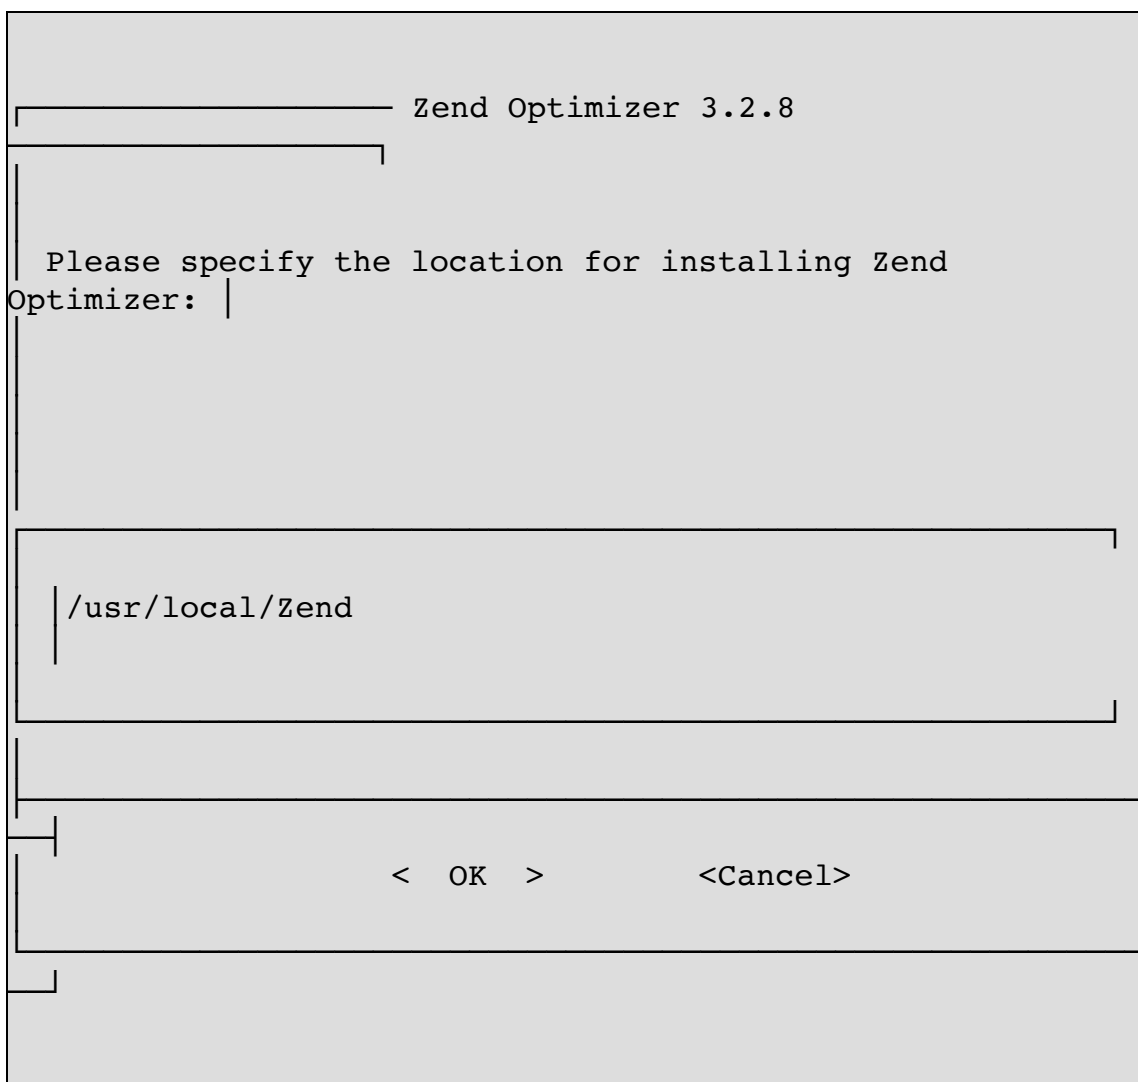 Zend Optimizer 3.2.8
Please specify the location for installing Zend
Optimizer:
/usr/local/Zend
< OK > <Cancel>